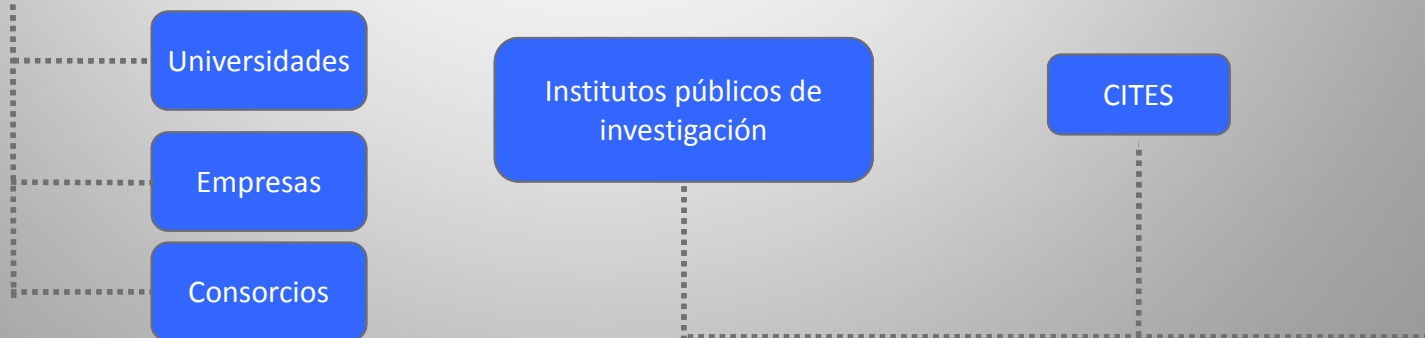 Universidades
Institutos públicos de
investigación
CITES
Empresas
Consorcios